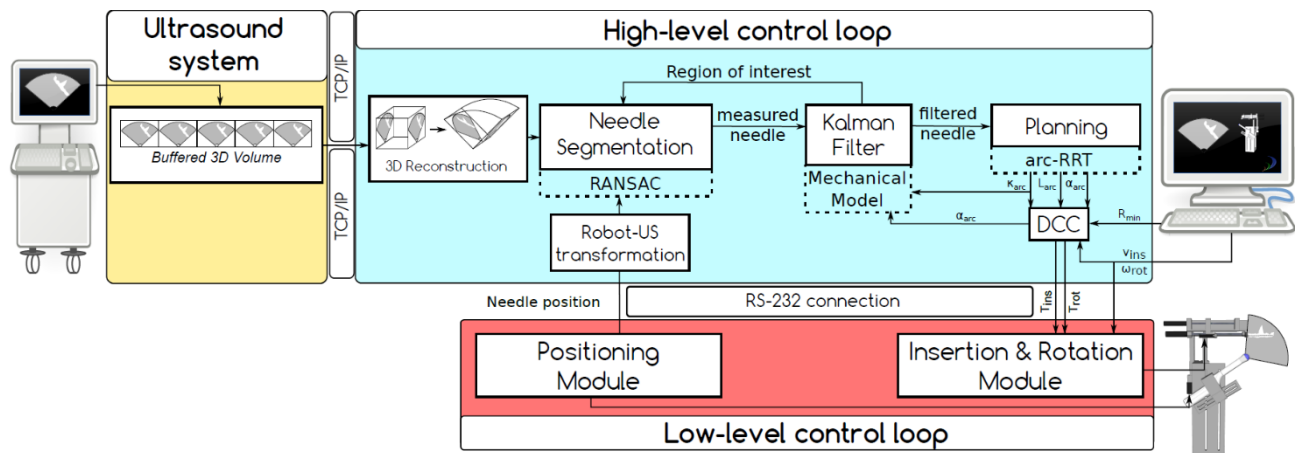 Ultrasound
system
TCP/IP
TCP/IP
High-level control loop
Buffered 3D Volume
3D Reconstruction
Region of interest
Needle
Segmentation
RANSAC
measured
needle
Kalman
Filter
Mechanical
Model
filtered
needle
Planning
arc-RRT
κarc
Larc
αarc
αarc
DCC
Rmin
vins
ωrot
Robot-US
transformation
Needle position
RS-232 connection
Tins
Trot
Positioning
Module
Insertion & Rotation
Module
Low-level control loop